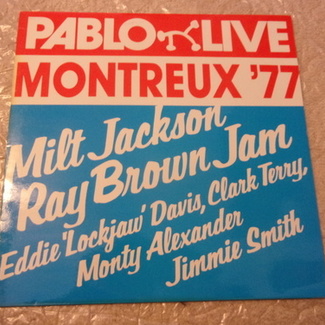 PABLO LIVE
MONTREUX '77
Milt Jackson
Ray Brown Jam
Eddie 'Lockjaw' Davis, Clark Terry,
Monty Alexander
Jimmie Smith